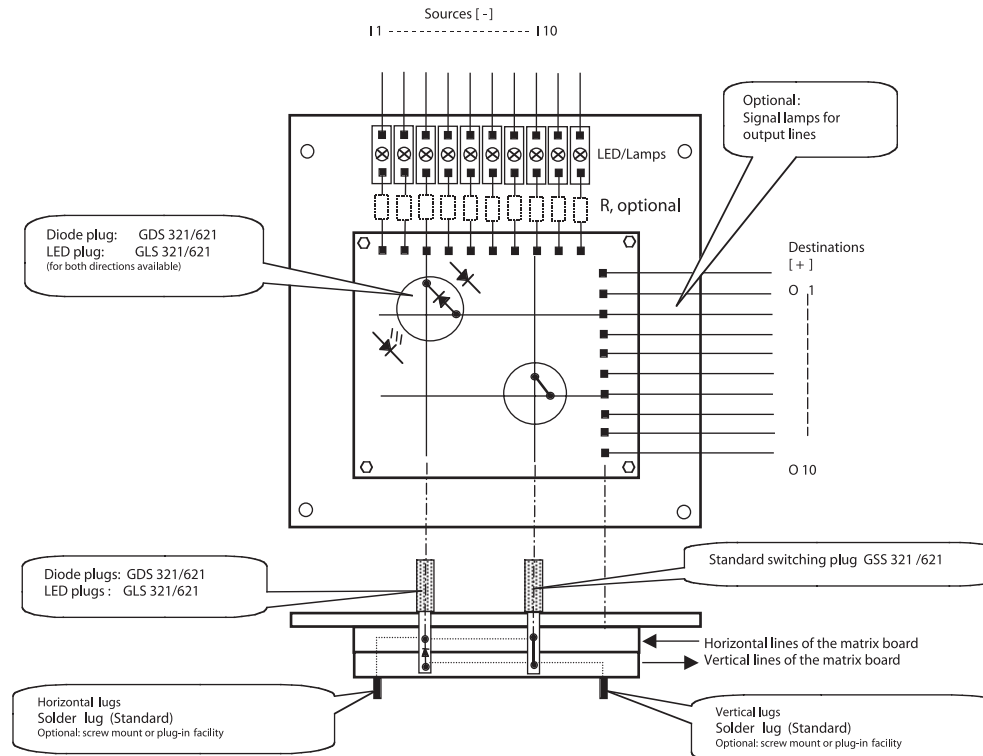 Sources [ - ]
I 1 ---------------------- I 10
Optional:
Signal lamps for
output lines
LED/Lamps
R, optional
Diode plug: GDS 321/621
LED plug: GLS 321/621
(for both directions available)
Destinations
[ + ]
O 1
O 10
Diode plugs: GDS 321/621
LED plugs : GLS 321/621
Standard switching plug GSS 321 /621
Horizontal lines of the matrix board
Vertical lines of the matrix board
Horizontal lugs
Solder lug (Standard)
Optional: screw mount or plug-in facility
Vertical lugs
Solder lug (Standard)
Optional: screw mount or plug-in facility